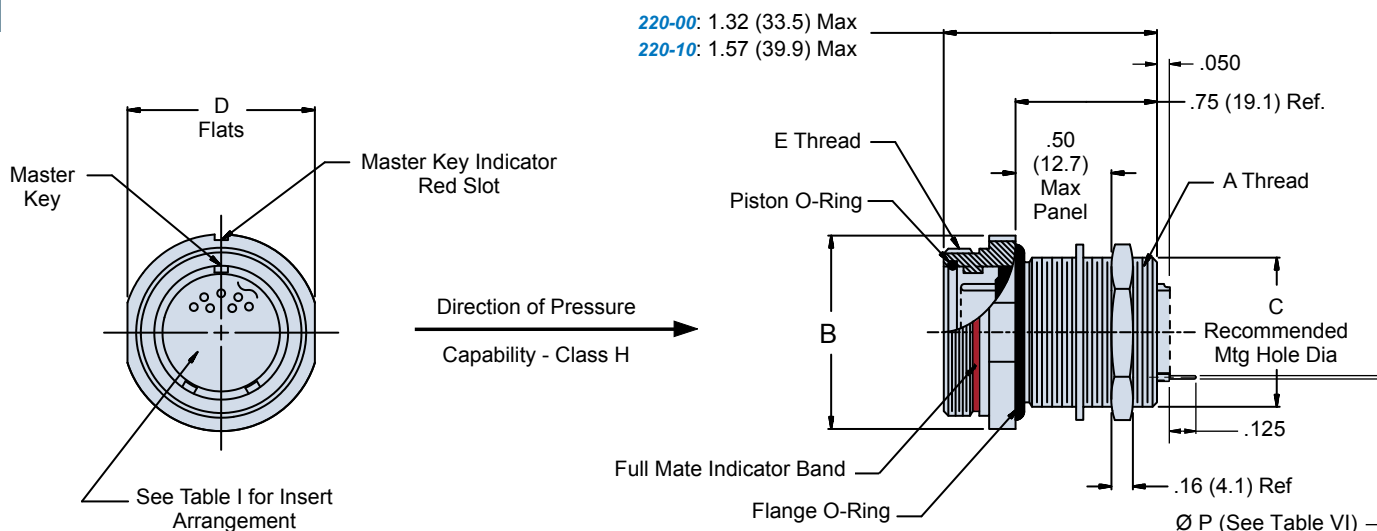 220-00: 1.32 (33.5) Max
220-10: 1.57 (39.9) Max
.050
.75 (19.1) Ref.
D
Flats
E Thread
.50
(12.7)
Max
Panel
Master
Key
Master Key Indicator
Red Slot
A Thread
Piston O-Ring
Direction of Pressure
Capability - Class H
B
C
Recommended
Mtg Hole Dia
.125
Full Mate Indicator Band
.16 (4.1) Ref
See Table I for Insert
Arrangement
Flange O-Ring
Ø P (See Table VI)